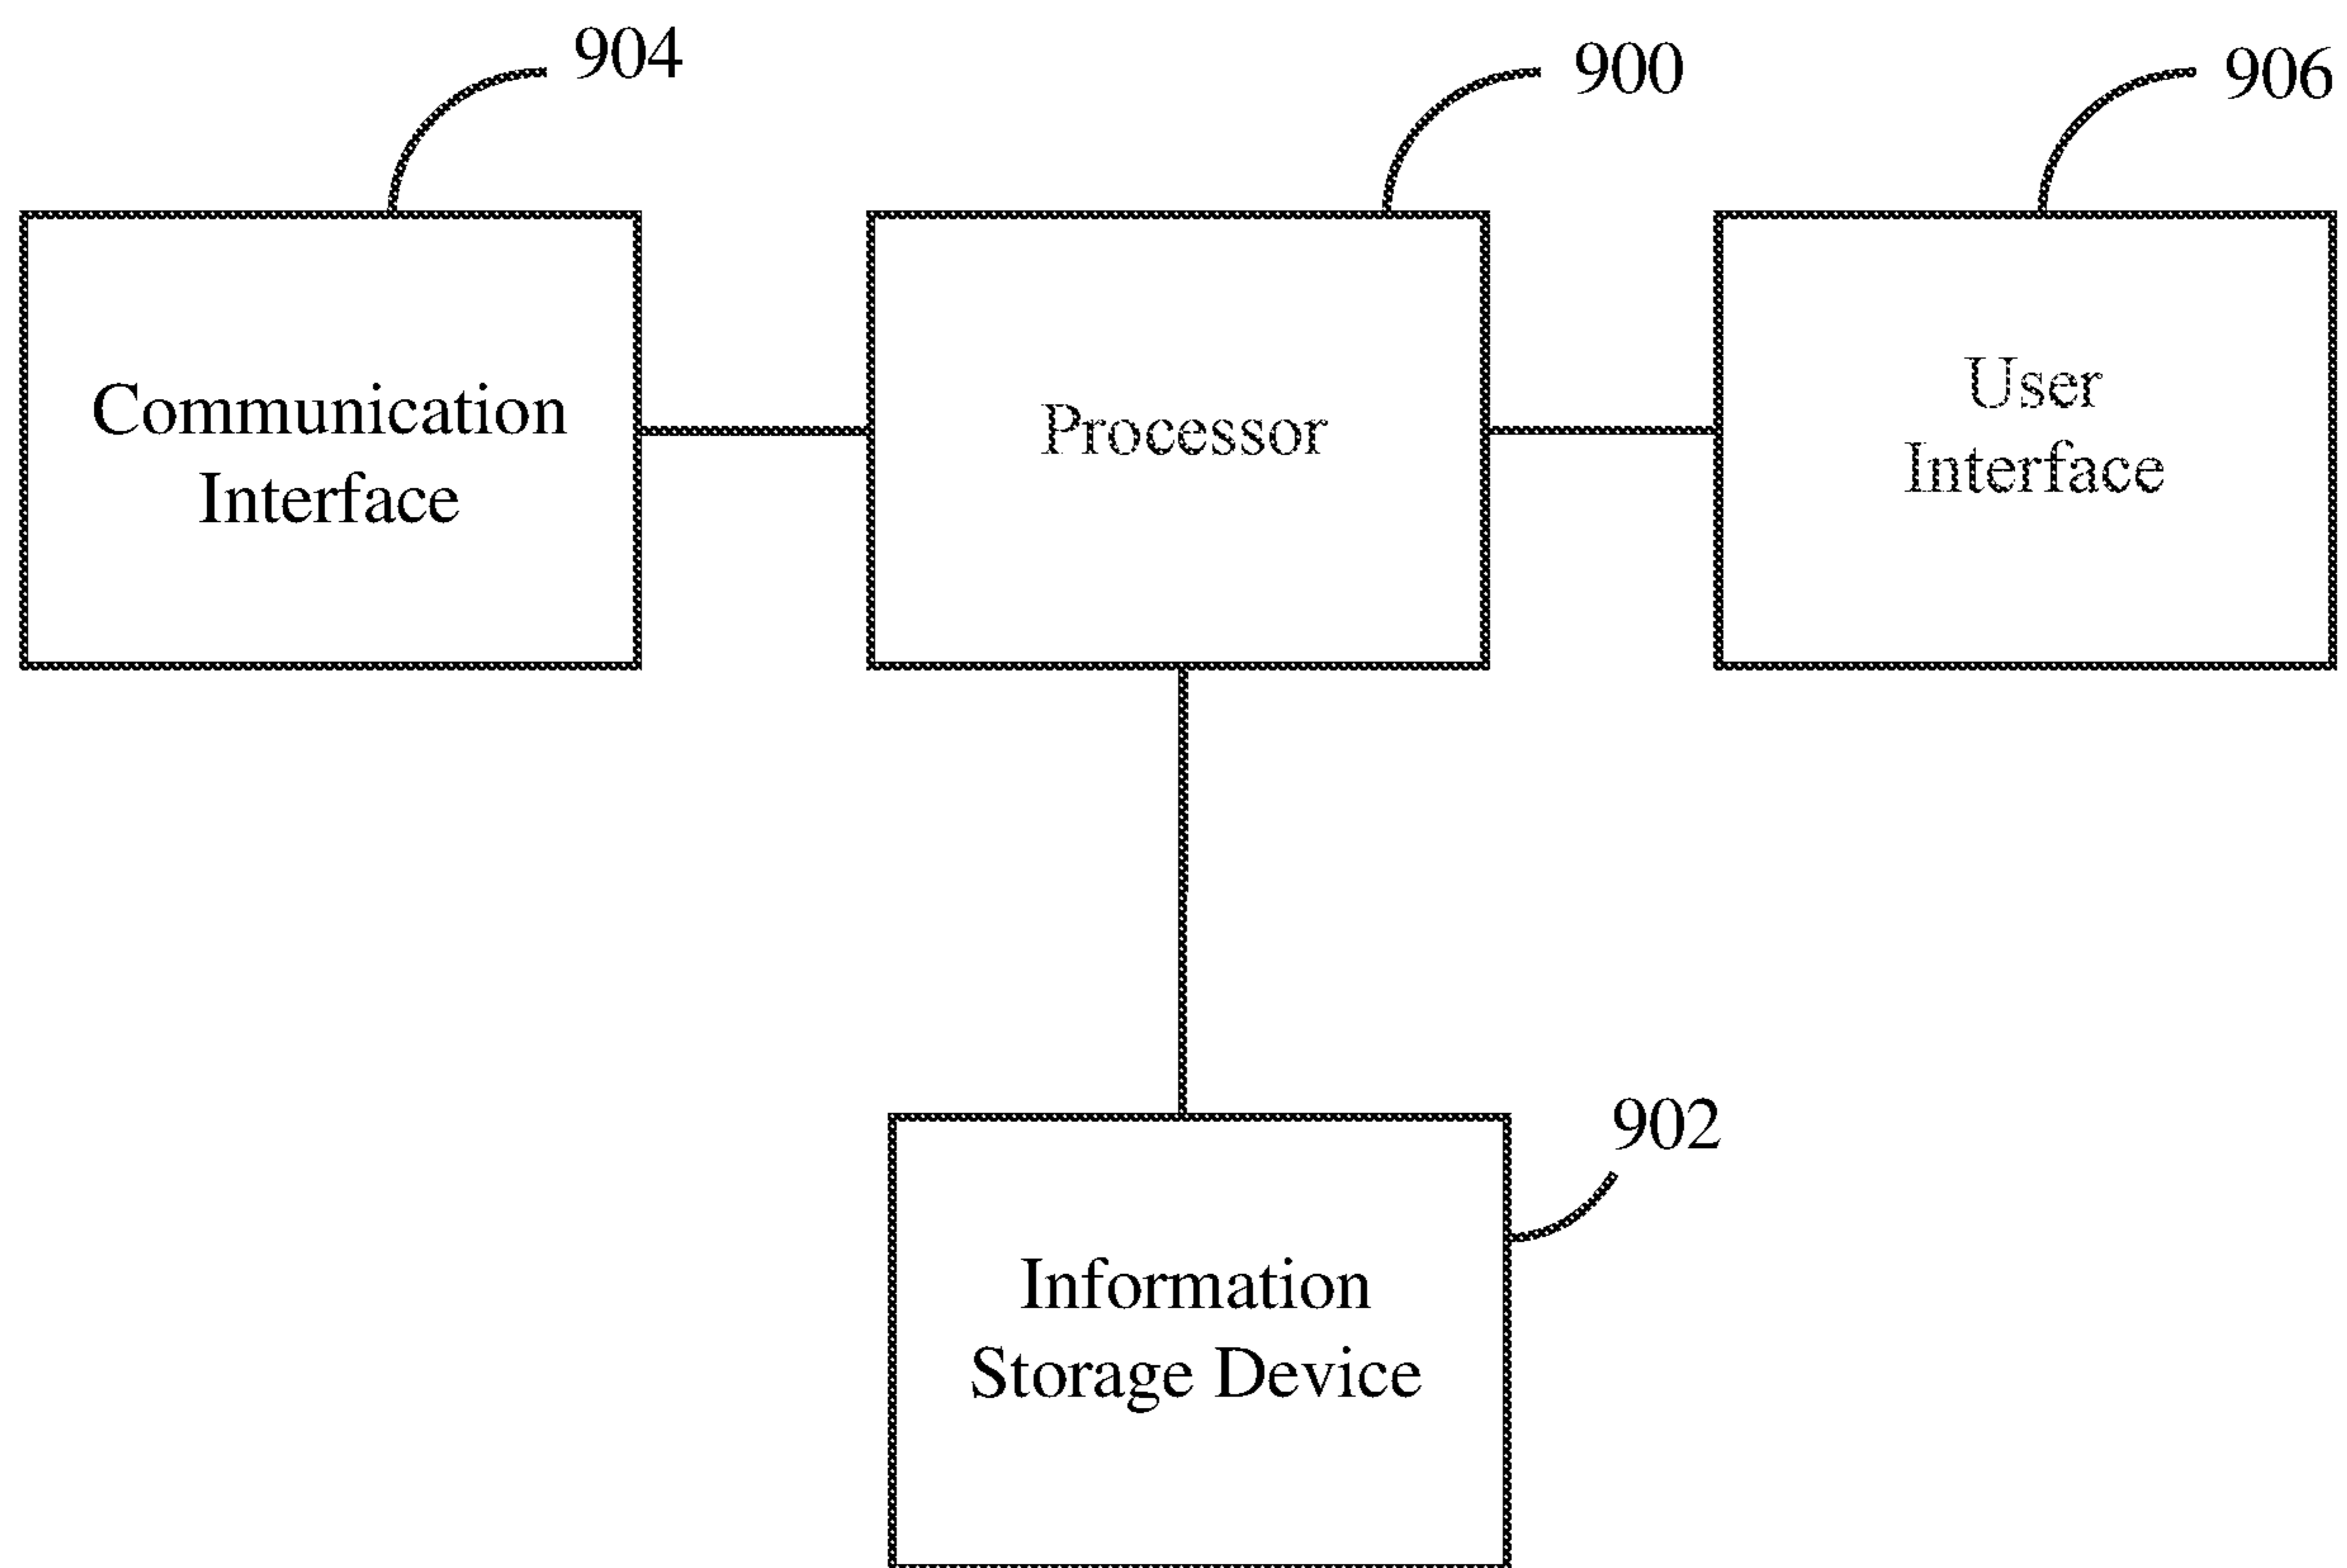 904
900
906
Communication
Interface
Processor
User
Interface
902
Information
Storage Device